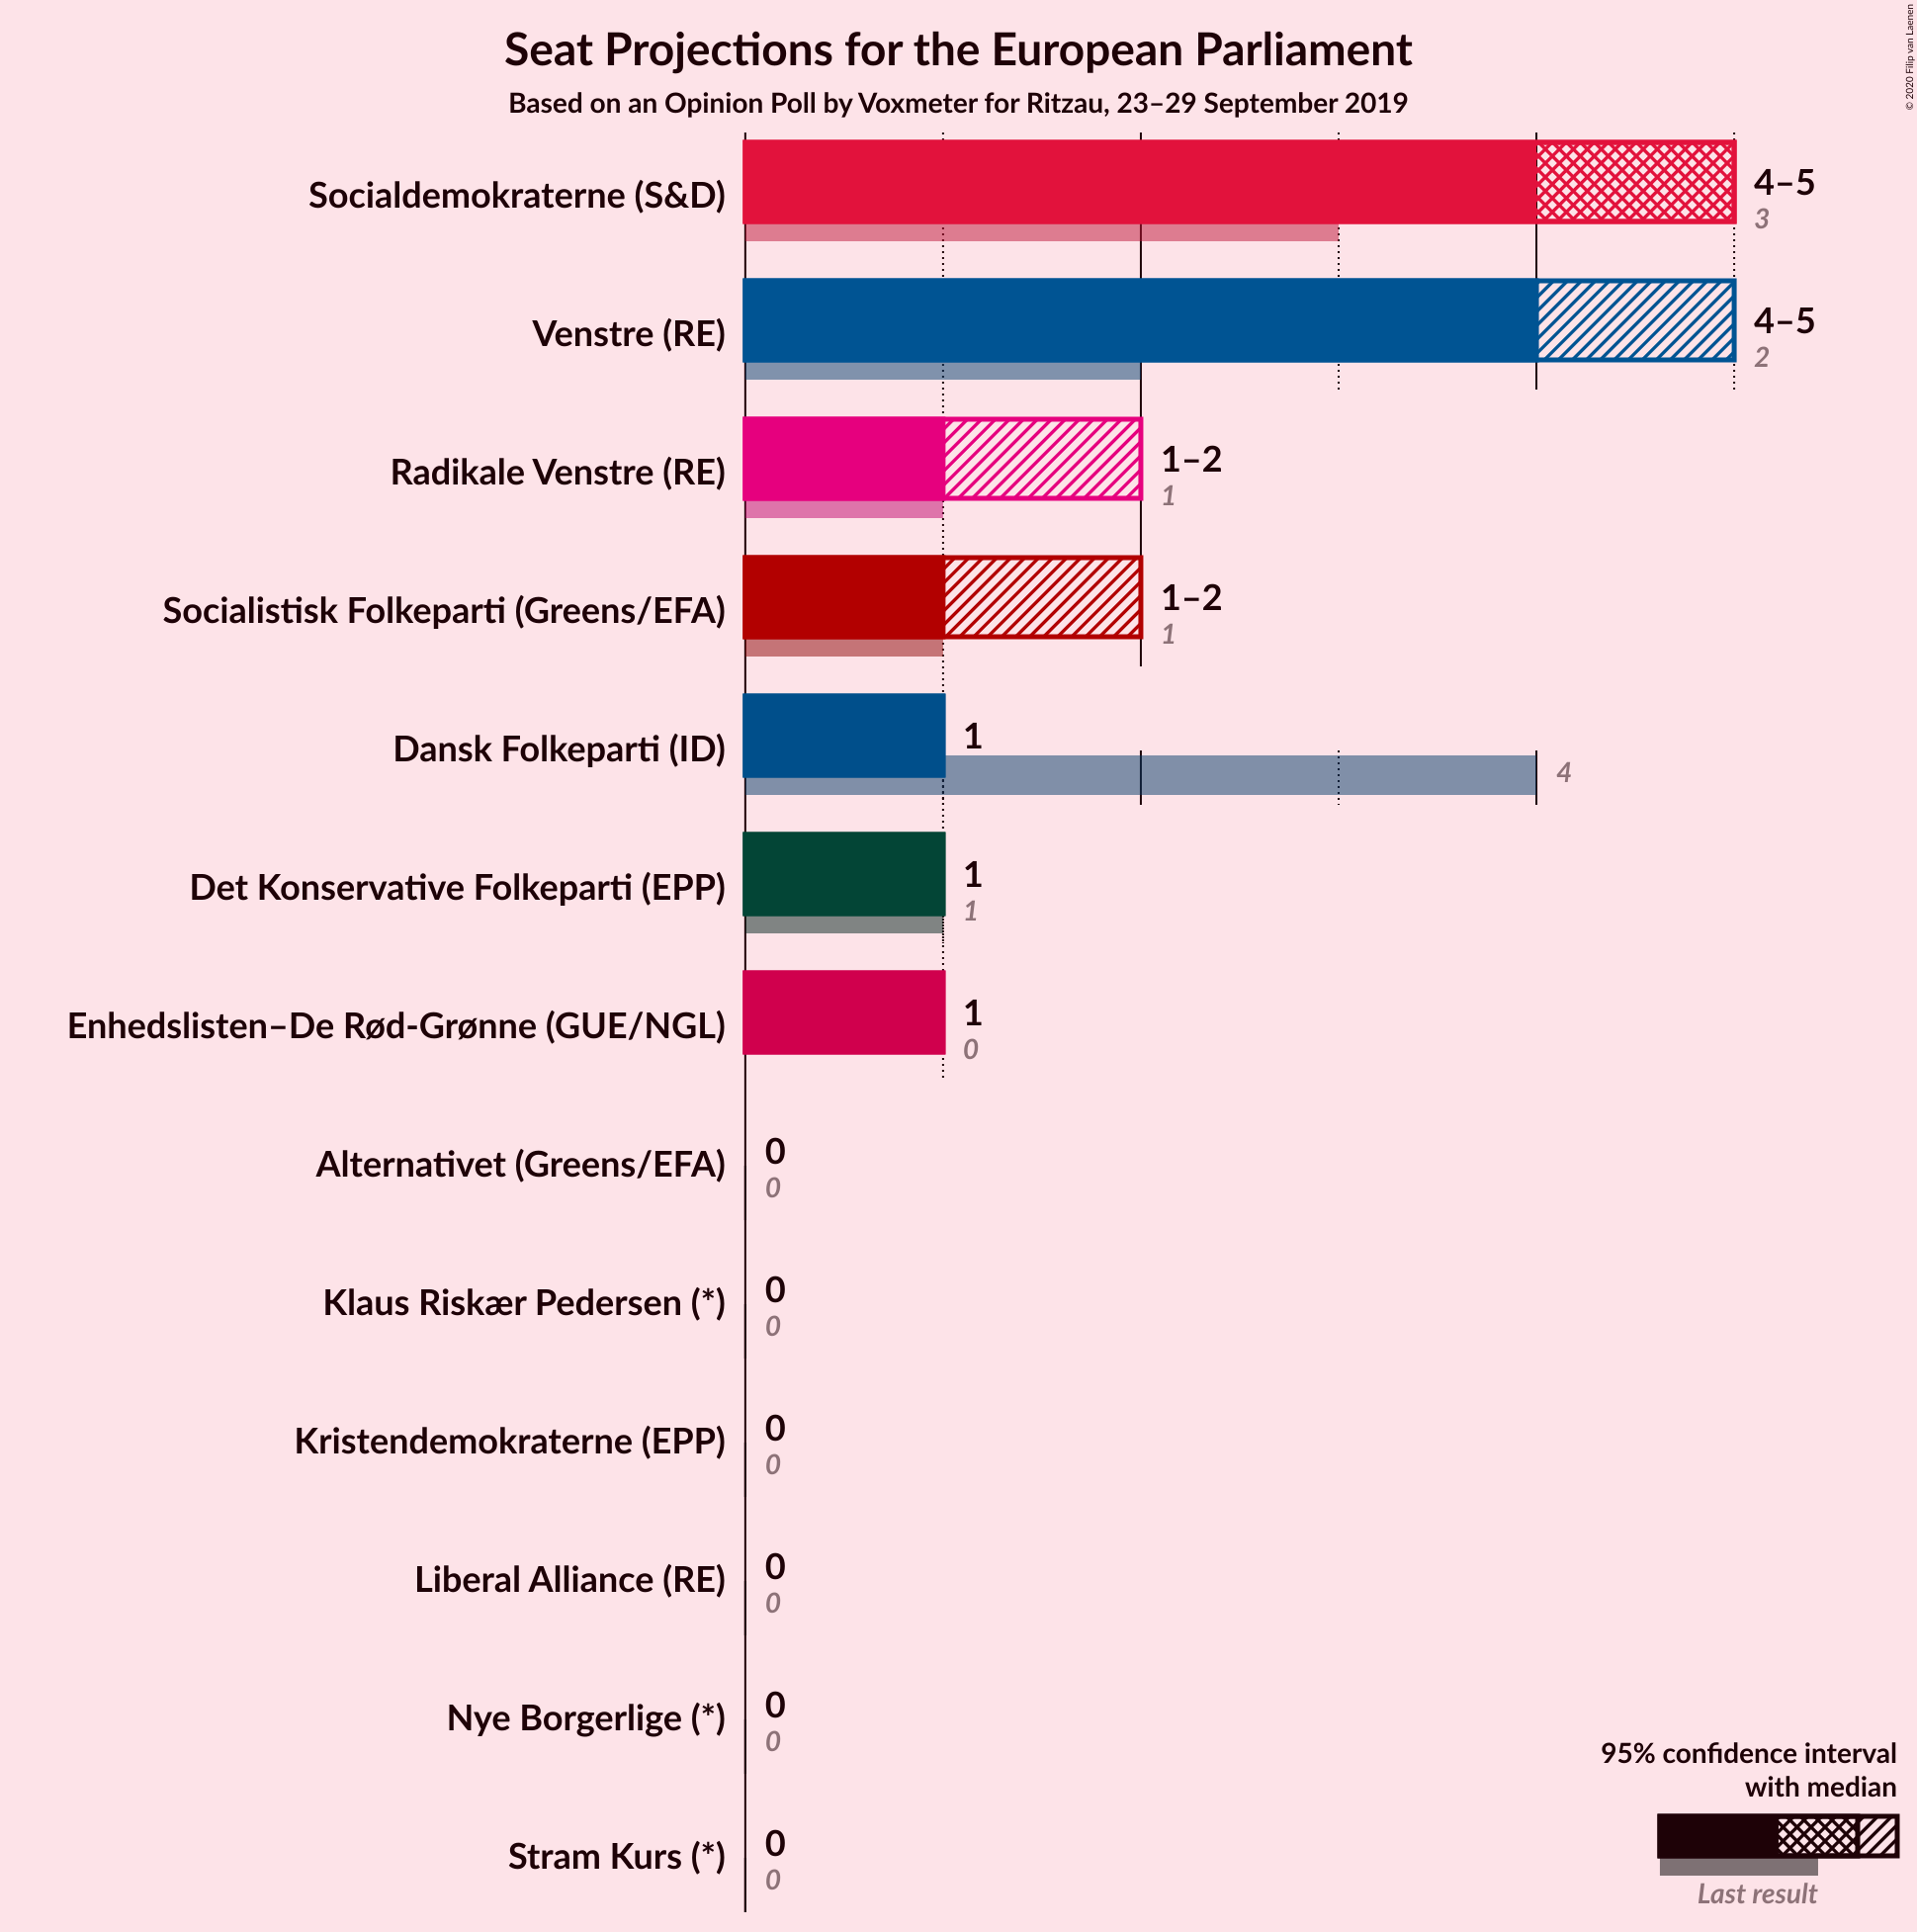 Seat Projections for the European Parliament
Based on an Opinion Poll by Voxmeter for Ritzau, 23–29 September 2019
© 2020 Filip van Laenen
Socialdemokraterne (S&D)
4–5
3
Venstre (RE)
4–5
2
Radikale Venstre (RE)
1–2
1
Socialistisk Folkeparti (Greens/EFA)
1–2
1
Dansk Folkeparti (ID)
1
4
Det Konservative Folkeparti (EPP)
1
1
Enhedslisten–De Rød-Grønne (GUE/NGL)
1
0
Alternativet (Greens/EFA)
0
0
Klaus Riskær Pedersen (*)
0
0
Kristendemokraterne (EPP)
0
0
Liberal Alliance (RE)
0
0
Nye Borgerlige (*)
0
0
Stram Kurs (*)
0
0
95% confidence interval
with median
Last result